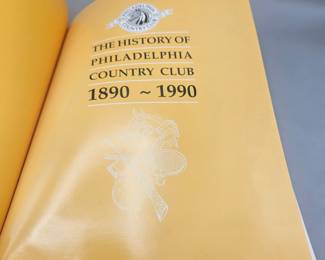 THE HISTORY OF
PHILADELPHIA
COUNTRY CLUB
1890 ~ 1990